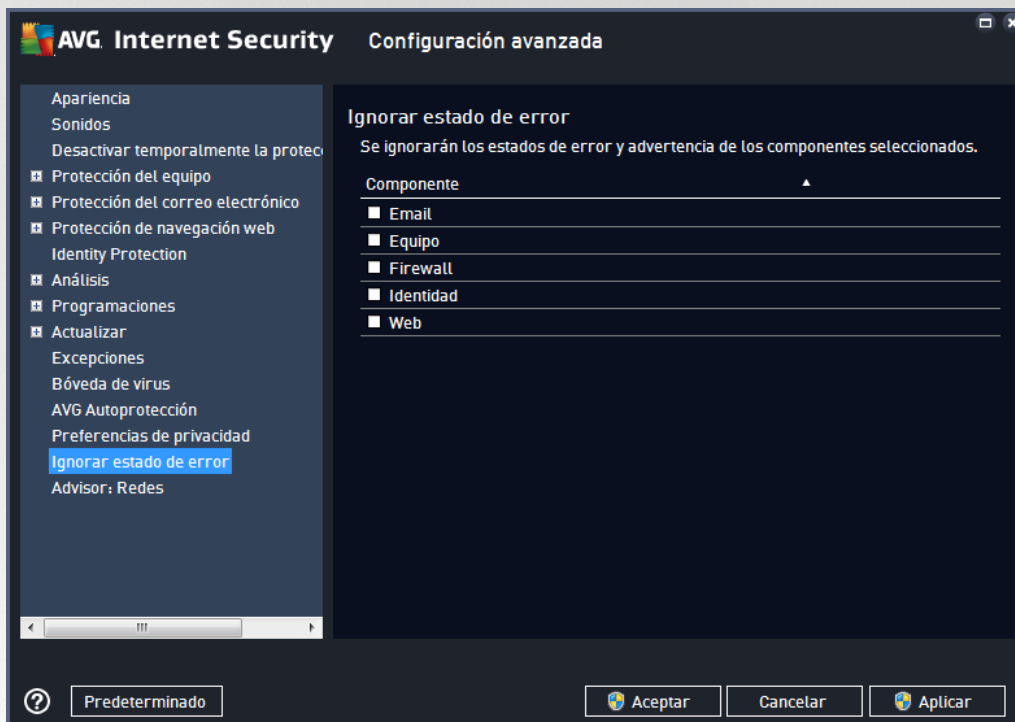 AVG. Internet Security
Configuración avanzada
Apariencia
Sonidos
Desactivar temporalmente la protec
Protección del equipo
Protección del correo electrónico
Protección de navegación web
Identity Protection
Análisis
Programaciones
Actualizar
Excepciones
Bóveda de virus
AVG Autoprotección
Preferencias de privacidad
Ignorar estado de error
Advisor: Redes
Ignorar estado de error
Se ignorarán los estados de error y advertencia de los componentes seleccionados.
Componente
Email
Equipo
Firewall
Identidad
Web
Predeterminado
Aceptar
Cancelar
Aplicar